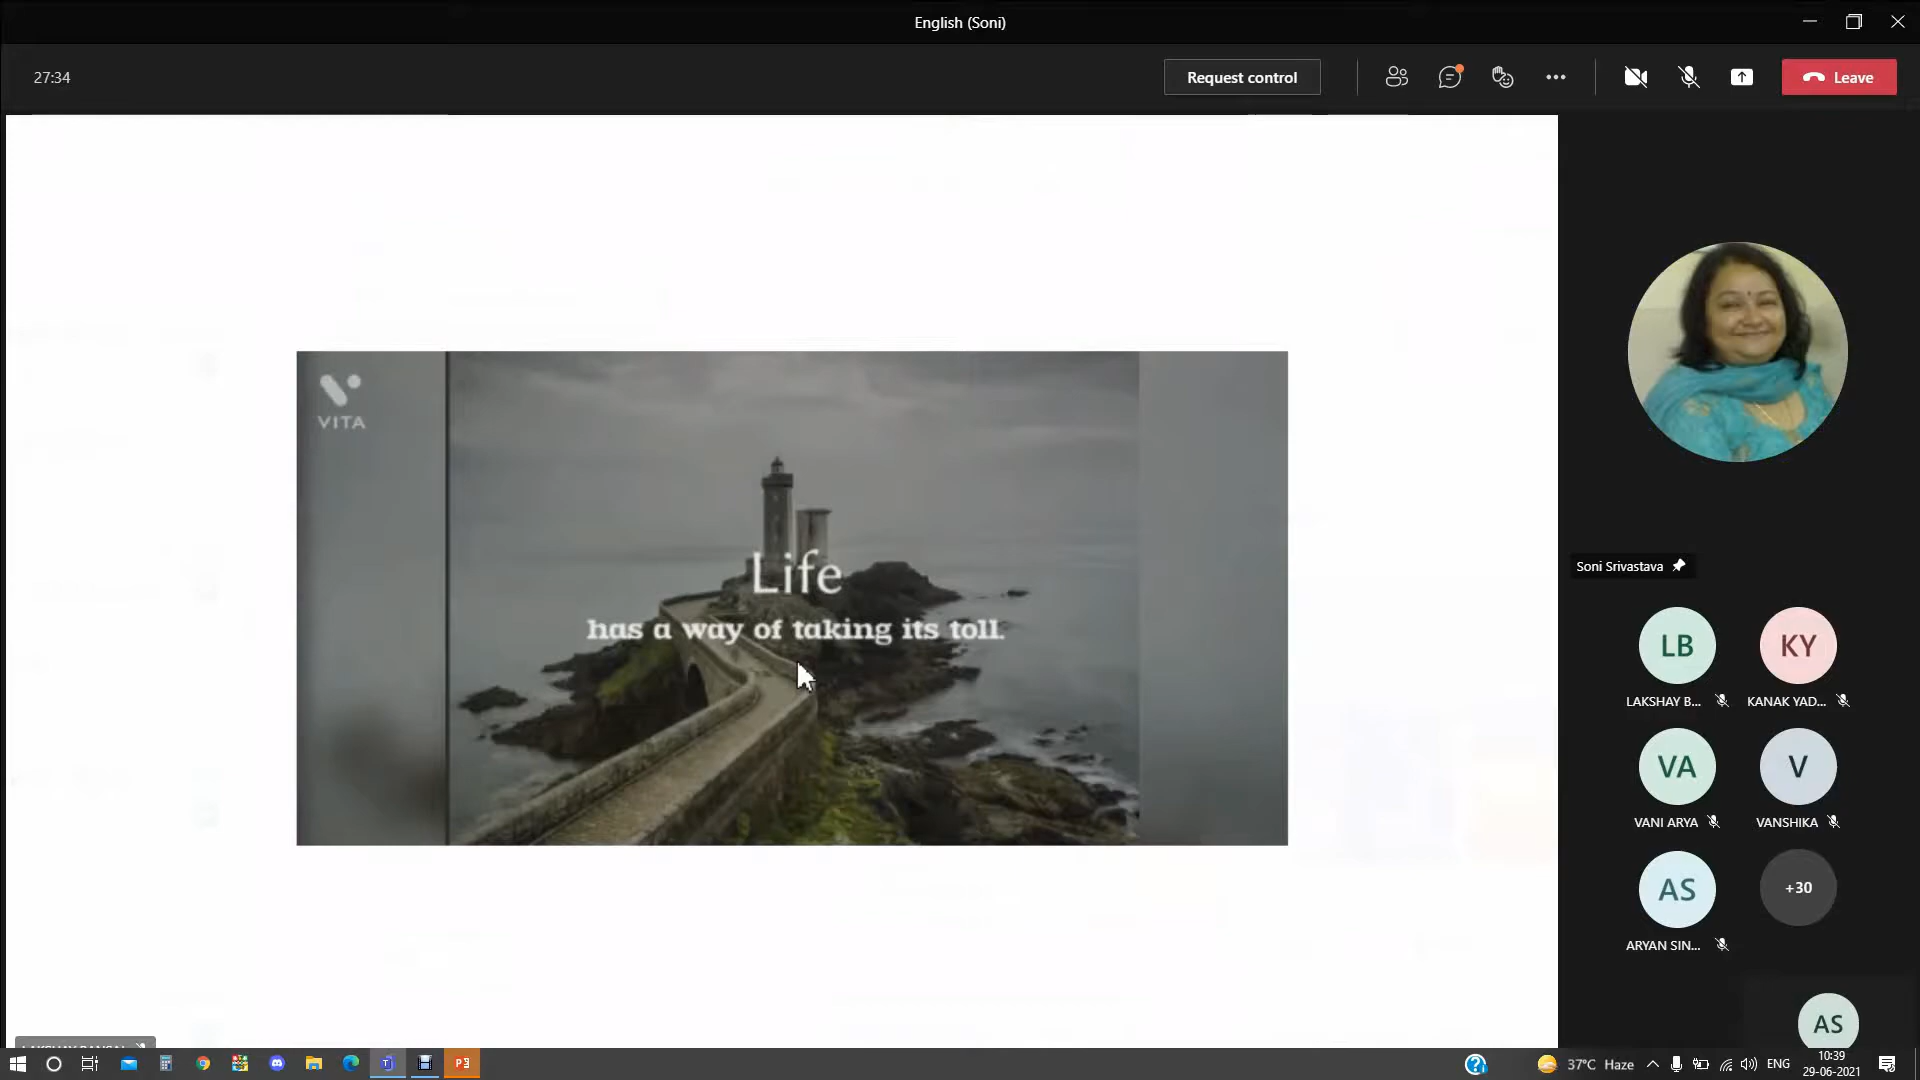 English (Soni)
27:34
Request control
Leave
VITA
Life
has a way of taking its toll.
Soni Srivastava
LB
KY
LAKSHAY B...
KANAK YAD...
VA
V
VANI ARYA
VANSHIKA
AS
+30
ARYAN SIN...
AS
LAKSHAY BANSAL
37°C Haze
ENG
10:39
29-06-2021